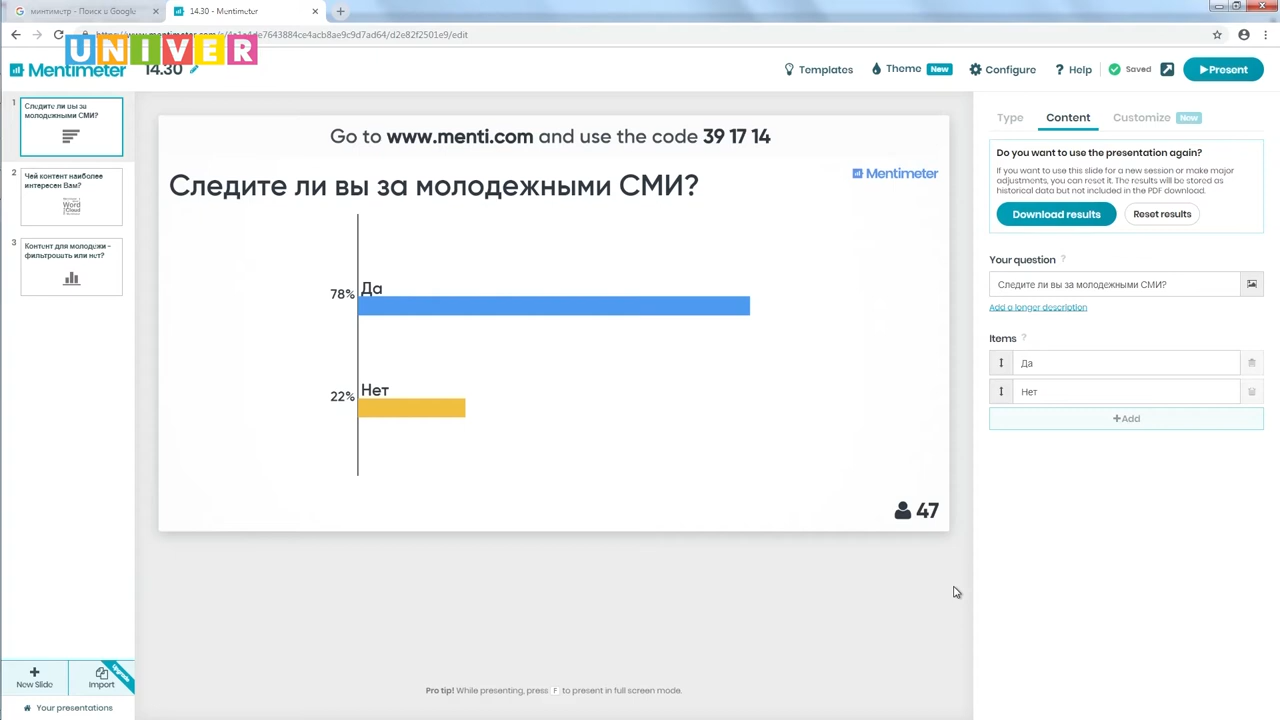 минтиметр - Поиск в Google
14.30 - Mentimeter
UNIVER
Mentimeter
14.30
Templates
Theme New
Configure
? Help
Saved
Present
1
Следите ли вы за
молодежными СМИ?
2
Чей контент наиболее
интересен Вам?
Word
Cloud
3
Контент для молодежи -
фильтровать или нет?
Go to www.menti.com and use the code 39 17 14
Mentimeter
Следите ли вы за молодежными СМИ?
Да
78%
Нет
22%
47
Type
Content
Customize New
Do you want to use the presentation again?
If you want to use this slide for a new session or make major
adjustments, you can reset it. The results will be stored as
historical data but not included in the PDF download.
Download results
Reset results
Your question ?
Следите ли вы за молодежными СМИ?
Add a longer description
Items ?
Да
Нет
+Add
New Slide
Import
upgrade
Your presentations
Pro tip! While presenting, press F to present in full screen mode.